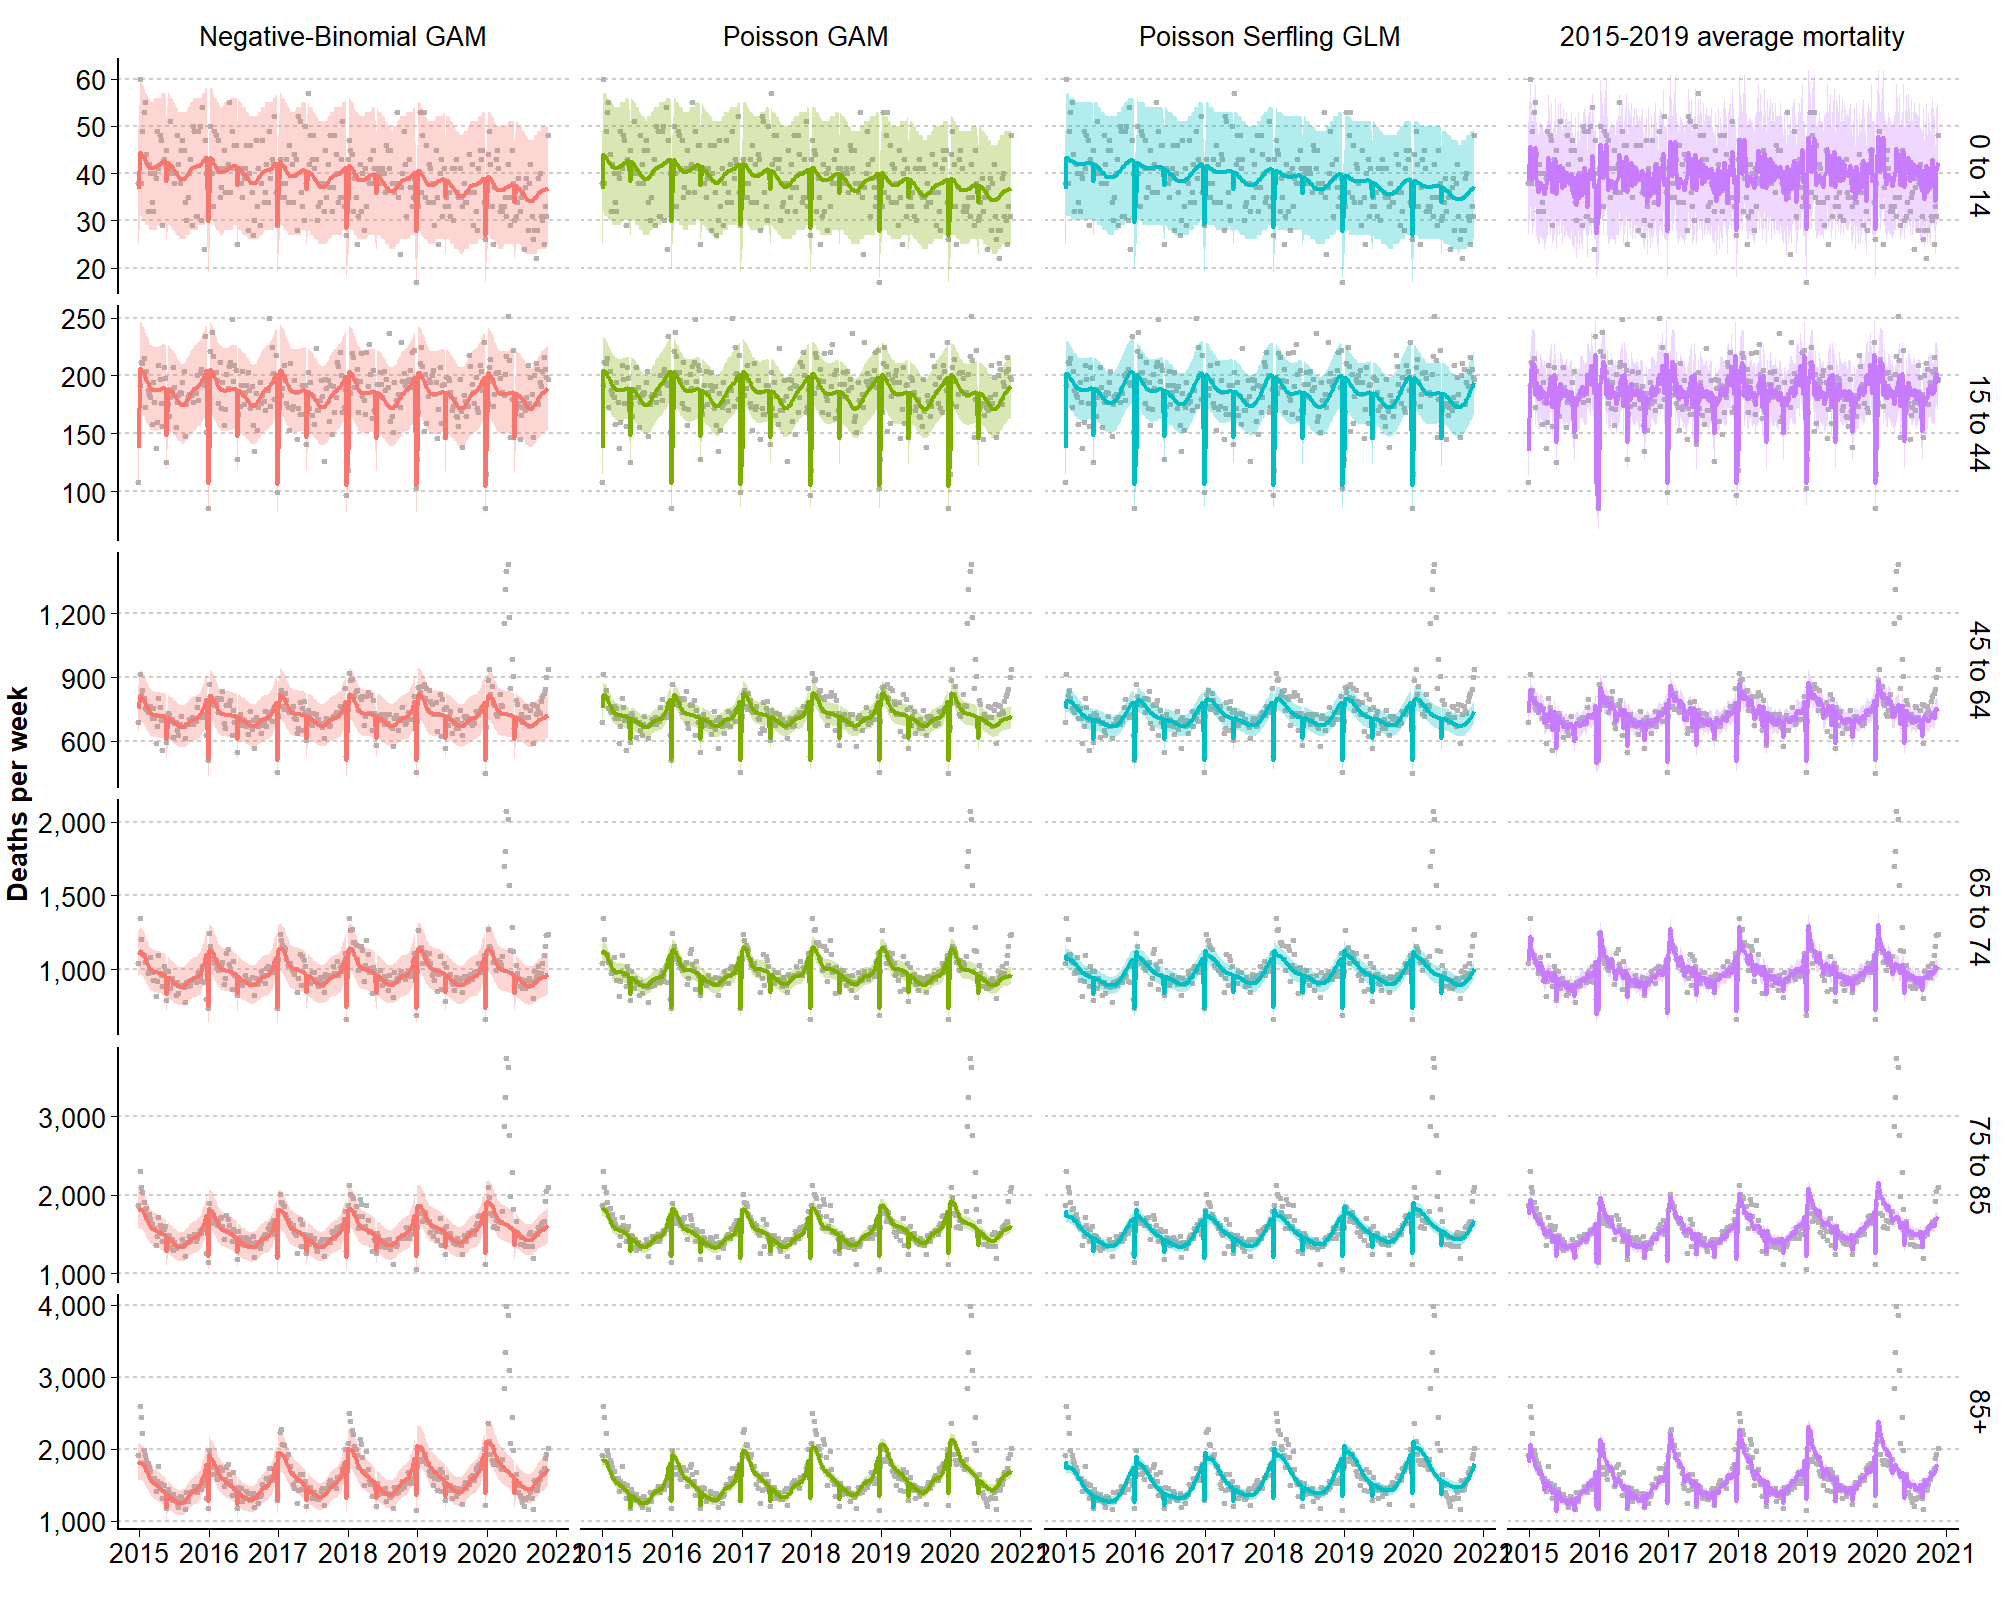 Negative-Binomial GAM Poisson GAM Poisson Serfling GLM 2015-2019 average mortality
Deaths per week
60
50
40
30
20
0 to 14
250
200
150
100
15 to 44
1,200
900
600
45 to 64
2,000
1,500
1,000
65 to 74
3,000
2,000
1,000
75 to 85
4,000
3,000
2,000
1,000
85+
2015 2016 2017 2018 2019 2020 2021 2015 2016 2017 2018 2019 2020 2021 2015 2016 2017 2018 2019 2020 2021 2015 2016 2017 2018 2019 2020 2021